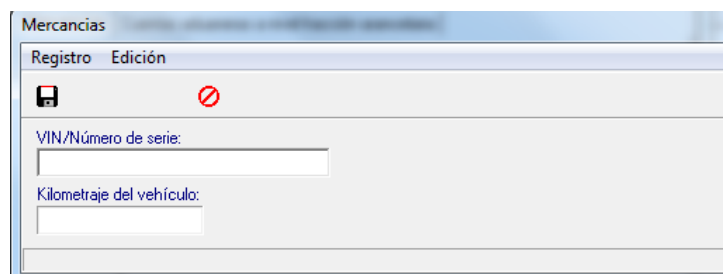 Mercancias
Registro Edición
VIN/Número de serie:
Kilometraje del vehículo: